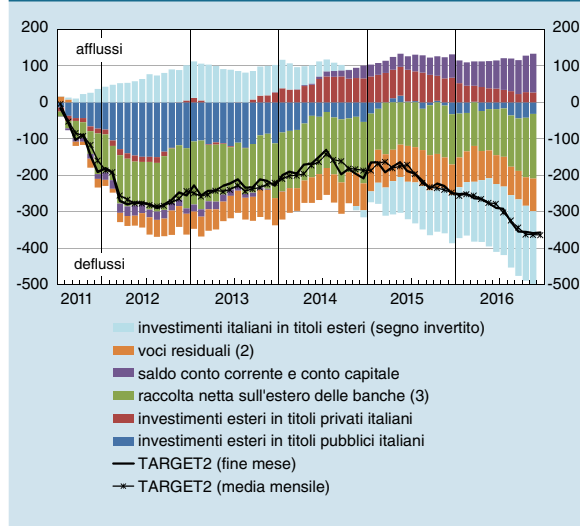 200 200
afflussi
100 100
0 0
-100 -100
-200 -200
-300 -300
-400 -400
deflussi
-500 -500
2011 2012 2013 2014 2015 2016
investimenti italiani in titoli esteri (segno invertito)
voci residuali (2)
saldo conto corrente e conto capitale
raccolta netta sull'estero delle banche (3)
investimenti esteri in titoli privati italiani
investimenti esteri in titoli pubblici italiani
TARGET2 (fine mese)
TARGET2 (media mensile)